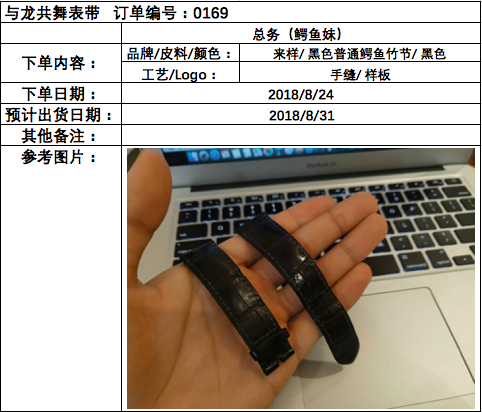 与龙共舞表带 订单编号：0169
总务（鳄鱼妹）
下单内容：
品牌/皮料/颜色：
来样/ 黑色普通鳄鱼竹节/ 黑色
工艺/Logo：
手缝/ 样板
下单日期：
2018/8/24
预计出货日期：
2018/8/31
其他备注：
参考图片：